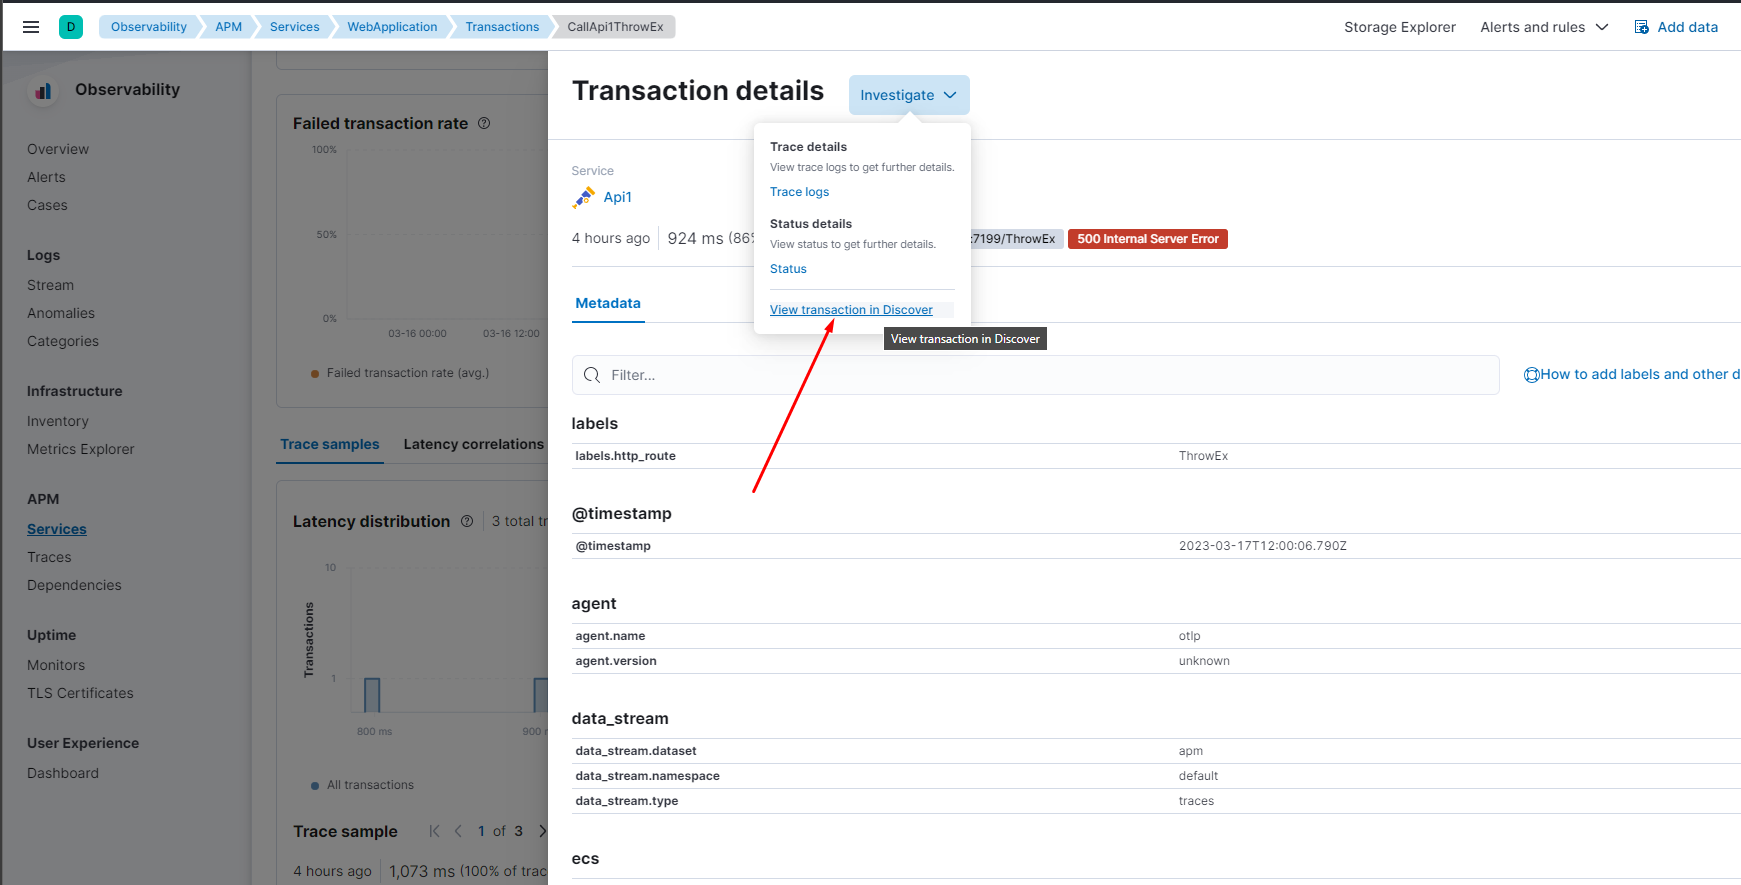 D
Observability
APM
Services
WebApplication
Transactions
CallApi1ThrowEx
Storage Explorer
Alerts and rules
Add data
Observability
Overview
Alerts
Cases
Logs
Stream
Anomalies
Categories
Infrastructure
Inventory
Metrics Explorer
APM
Services
Traces
Dependencies
Uptime
Monitors
TLS Certificates
User Experience
Dashboard
Failed transaction rate
100%
50%
0%
03-16 00:00
03-16 12:00
Failed transaction rate (avg.)
Trace samples
Latency correlations
Latency distribution
3 total tr
10
Transactions
1
800 ms
900
All transactions
Trace sample
1 of 3
4 hours ago
1,073 ms (100% of trac
Transaction details
Investigate
Trace details
View trace logs to get further details.
Trace logs
Status details
View status to get further details.
Status
View transaction in Discover
View transaction in Discover
Service
Api1
4 hours ago
924 ms (86%
:7199/ThrowEx
500 Internal Server Error
Metadata
Filter...
How to add labels and other d
labels
labels.http_route
ThrowEx
@timestamp
@timestamp
2023-03-17T12:00:06.790Z
agent
agent.name
otlp
agent.version
unknown
data_stream
data_stream.dataset
apm
data_stream.namespace
default
data_stream.type
traces
ecs